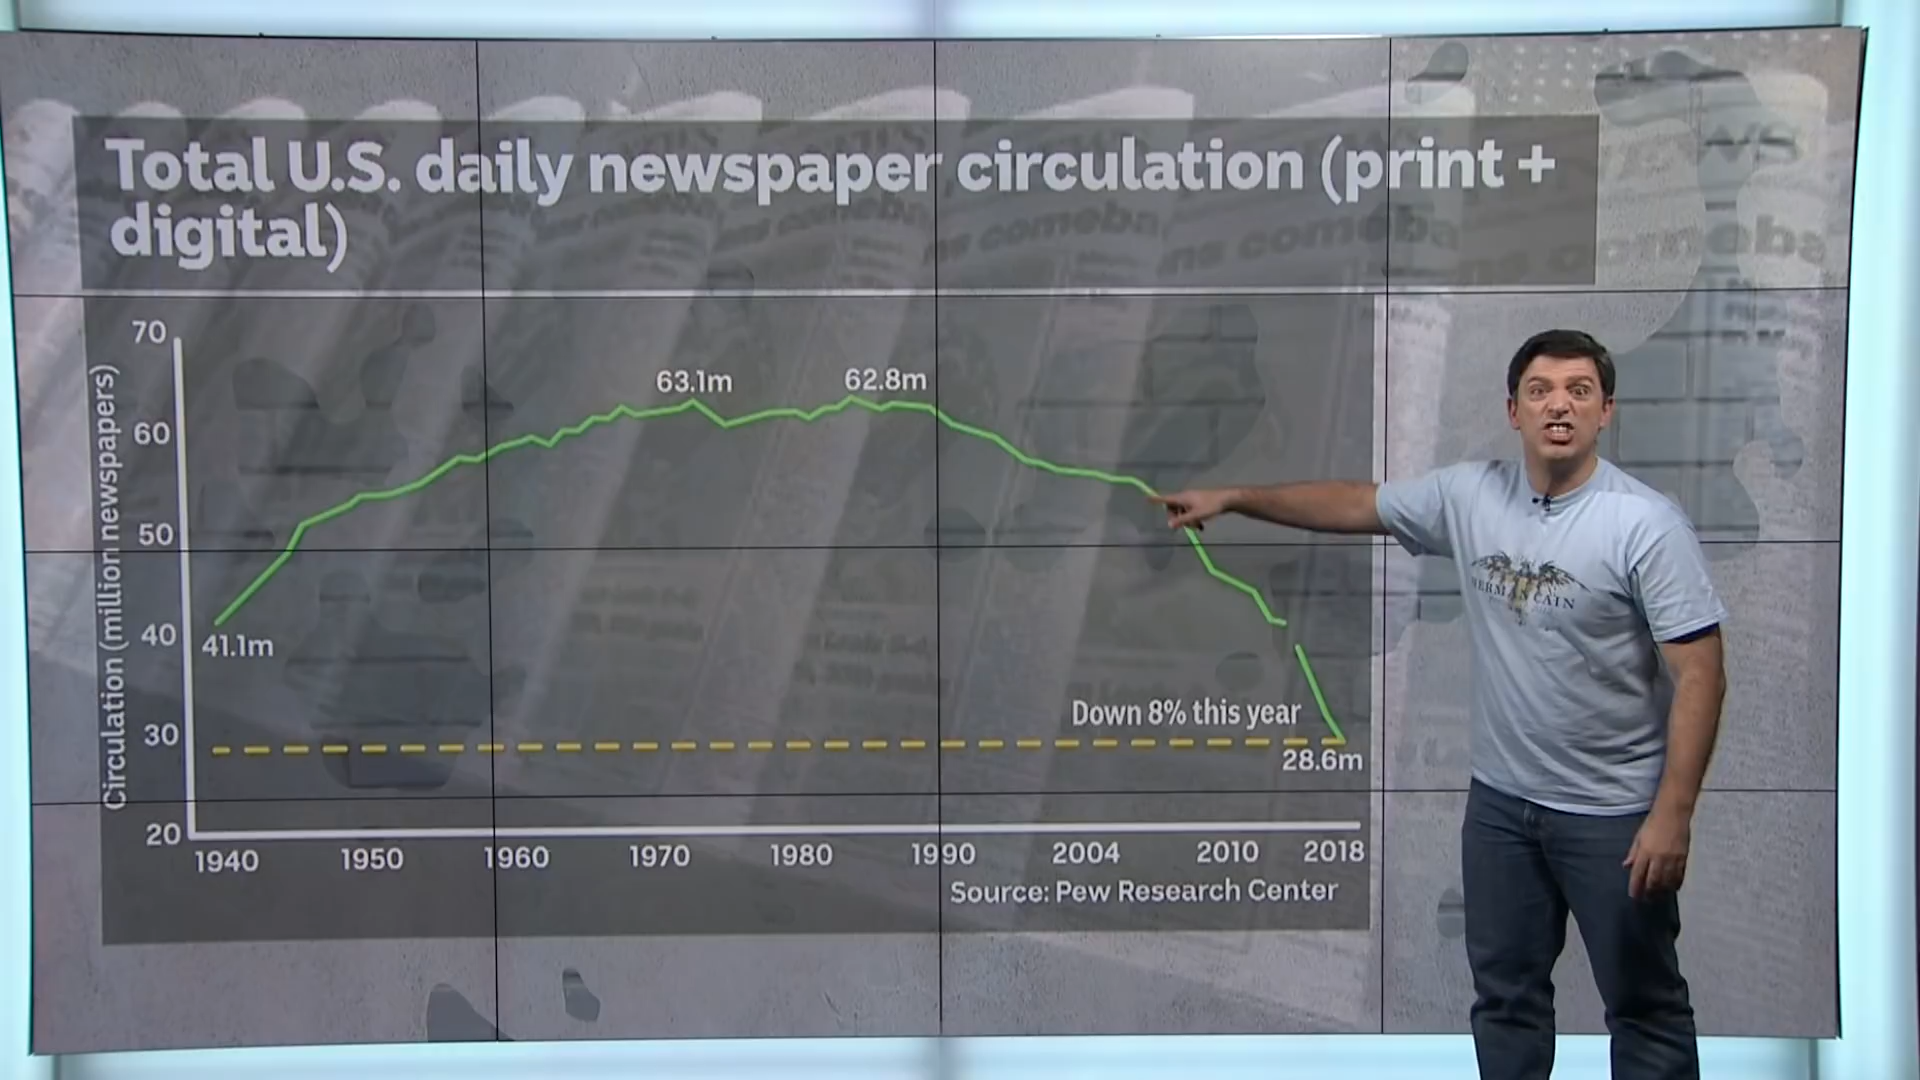 Total U.S. daily newspaper circulation (print +
digital)
Circulation (million newspapers)
70
60
50
40
30
20
63.1m
62.8m
41.1m
Down 8% this year
28.6m
1940 1950 1960 1970 1980 1990 2004 2010 2018
Source: Pew Research Center
HERMAN CAIN